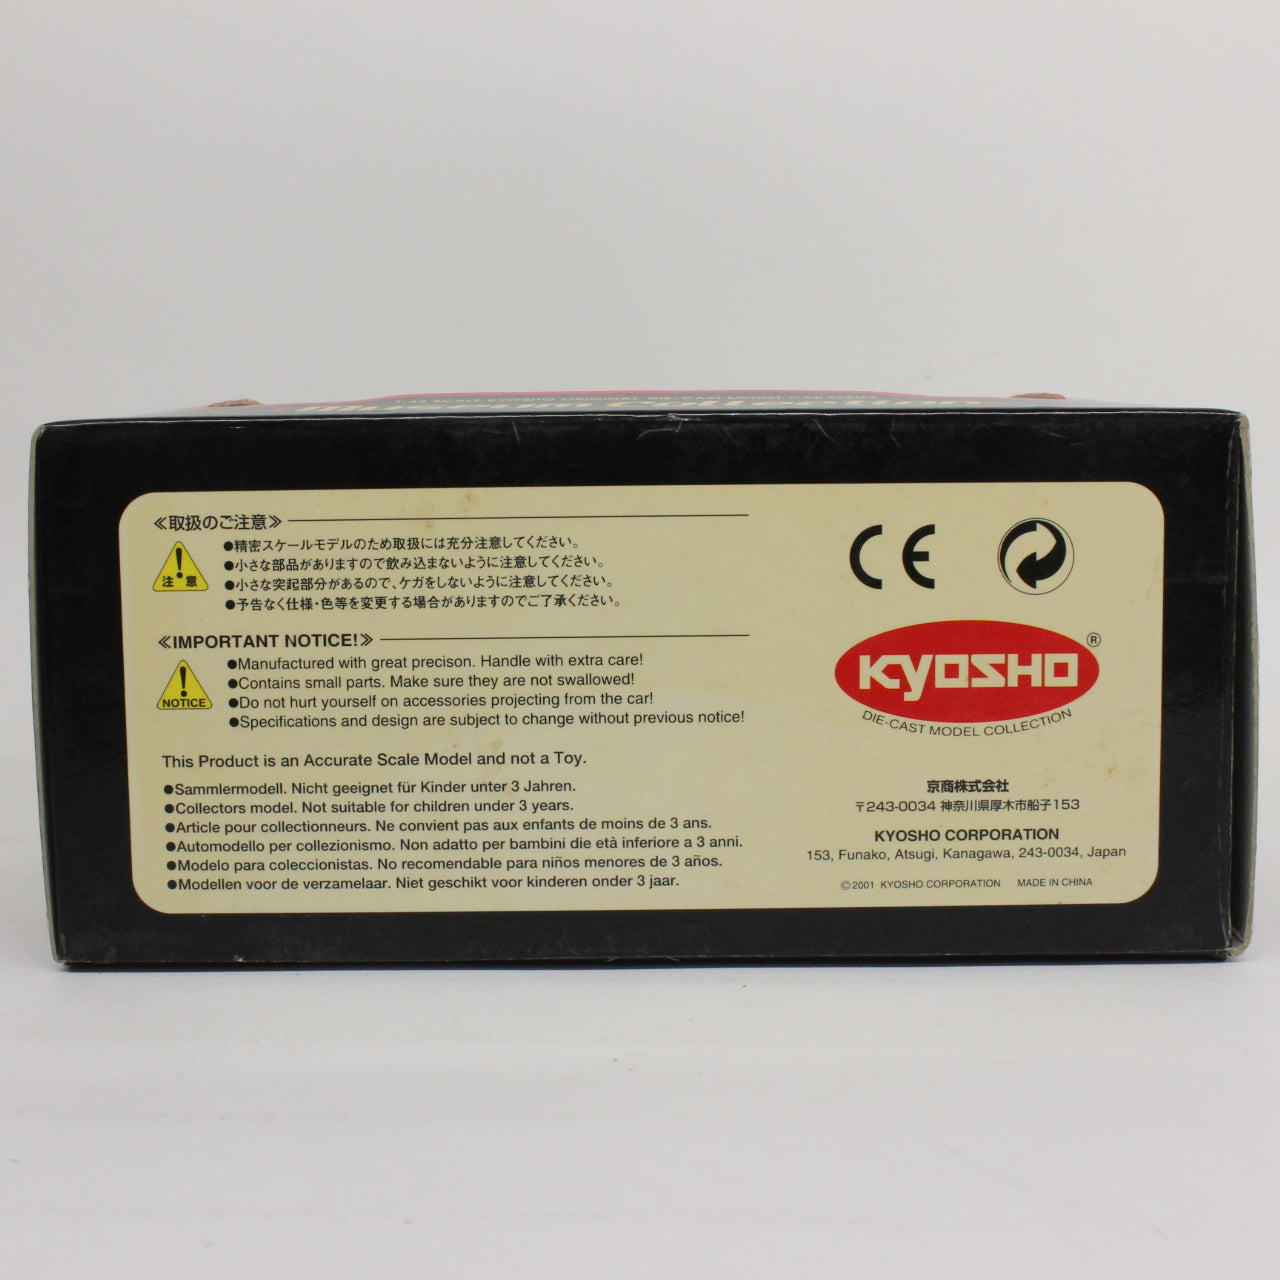 1:43 SCALE KYOSHO ORIGINAL DIE-CAST MODEL CAR SERIES
Museum Collection
≪取扱のご注意≫
注 意
●精密スケールモデルのため取扱には充分注意してください。
●小さな部品がありますので飲み込まないように注意してください。
●小さな突起部分があるので、ケガをしないように注意してください。
●予告なく仕様・色等を変更する場合がありますのでご了承ください。
≪IMPORTANT NOTICE!≫
NOTICE
●Manufactured with great precison. Handle with extra care!
●Contains small parts. Make sure they are not swallowed!
●Do not hurt yourself on accessories projecting from the car!
●Specifications and design are subject to change without previous notice!
This Product is an Accurate Scale Model and not a Toy.
●Sammlermodell. Nicht geeignet für Kinder unter 3 Jahren.
●Collectors model. Not suitable for children under 3 years.
●Article pour collectionneurs. Ne convient pas aux enfants de moins de 3 ans.
●Automodello per collezionismo. Non adatto per bambini die età inferiore a 3 anni.
●Modelo para coleccionistas. No recomendable para niños menores de 3 años.
●Modellen voor de verzamelaar. Niet geschikt voor kinderen onder 3 jaar.
CE
KYOSHO ®
DIE-CAST MODEL COLLECTION
京商株式会社
〒243-0034 神奈川県厚木市船子153
KYOSHO CORPORATION
153, Funako, Atsugi, Kanagawa, 243-0034, Japan
©2001 KYOSHO CORPORATION MADE IN CHINA